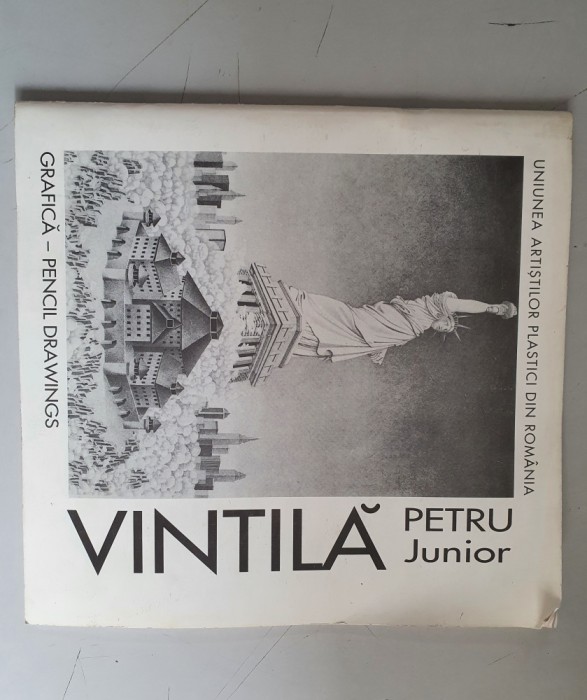 UNIUNEA ARTIȘTILOR PLASTICI DIN ROMÂNIA
GRAFICĂ – PENCIL DRAWINGS
VINTILĂ
PETRU
Junior